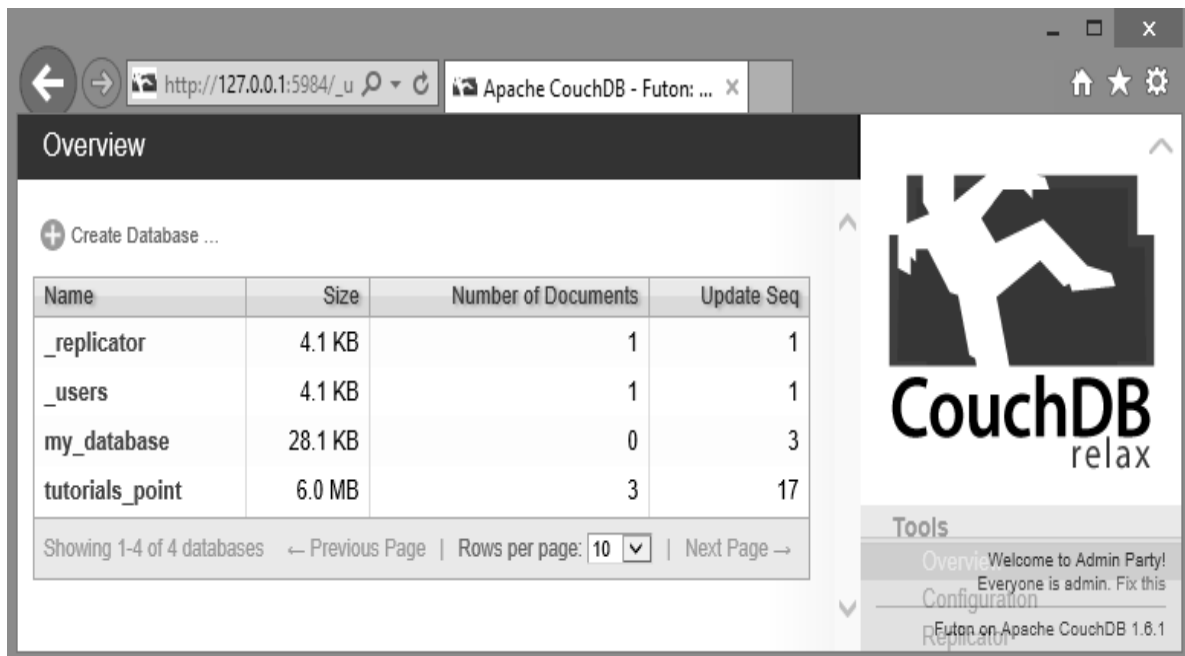 http://127.0.0.1:5984/_u
Apache CouchDB - Futon: ...
Overview
Create Database ...
Name Size Number of Documents Update Seq
_replicator 4.1 KB 1 1
_users 4.1 KB 1 1
my_database 28.1 KB 0 3
tutorials_point 6.0 MB 3 17
Showing 1-4 of 4 databases ← Previous Page | Rows per page: 10 | Next Page →
CouchDB
relax
Tools
Overview
Welcome to Admin Party!
Everyone is admin. Fix this
Configuration
Futon on Apache CouchDB 1.6.1
Replicator